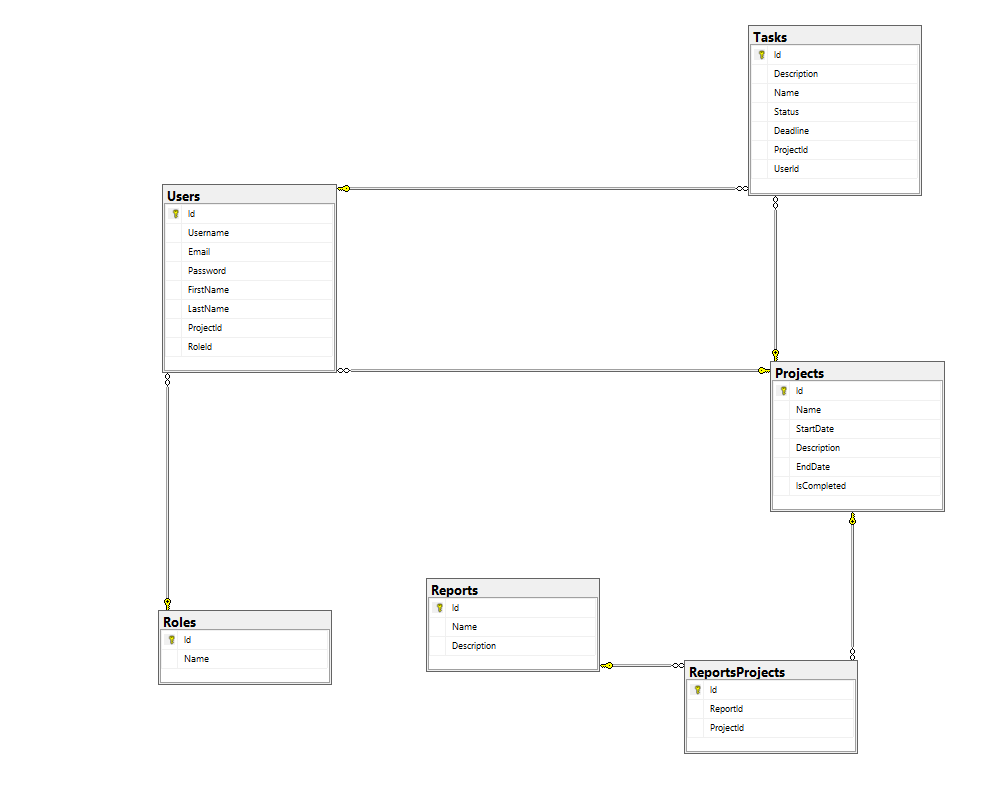 Tasks
Id
Description
Name
Status
Deadline
ProjectId
UserId
Users
Id
Username
Email
Password
FirstName
LastName
ProjectId
RoleId
Projects
Id
Name
StartDate
Description
EndDate
IsCompleted
Reports
Id
Name
Description
Roles
Id
Name
ReportsProjects
Id
ReportId
ProjectId